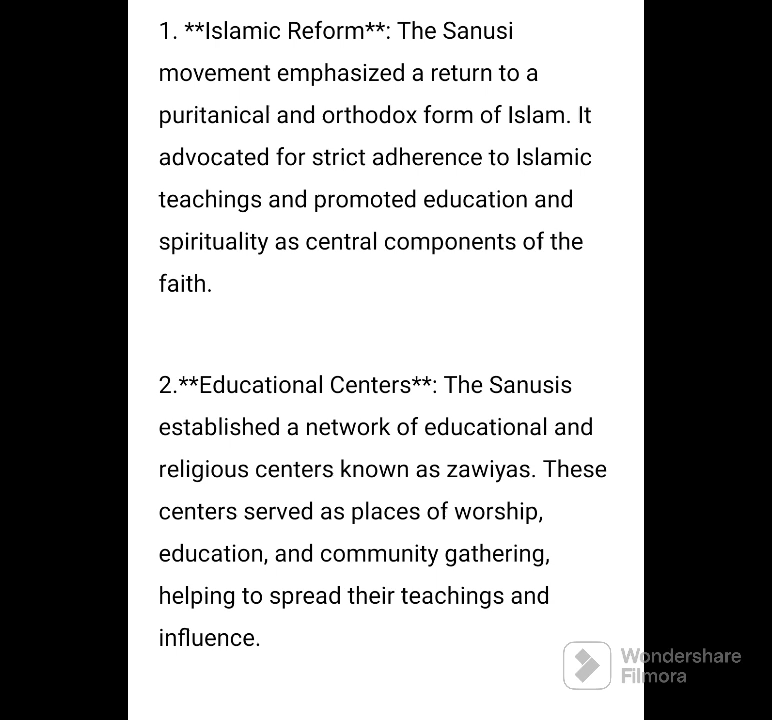 1. **Islamic Reform**: The Sanusi
movement emphasized a return to a
puritanical and orthodox form of Islam. It
advocated for strict adherence to Islamic
teachings and promoted education and
spirituality as central components of the
faith.
2.**Educational Centers**: The Sanusis
established a network of educational and
religious centers known as zawiyas. These
centers served as places of worship,
education, and community gathering,
helping to spread their teachings and
influence.
Wondershare
Filmora